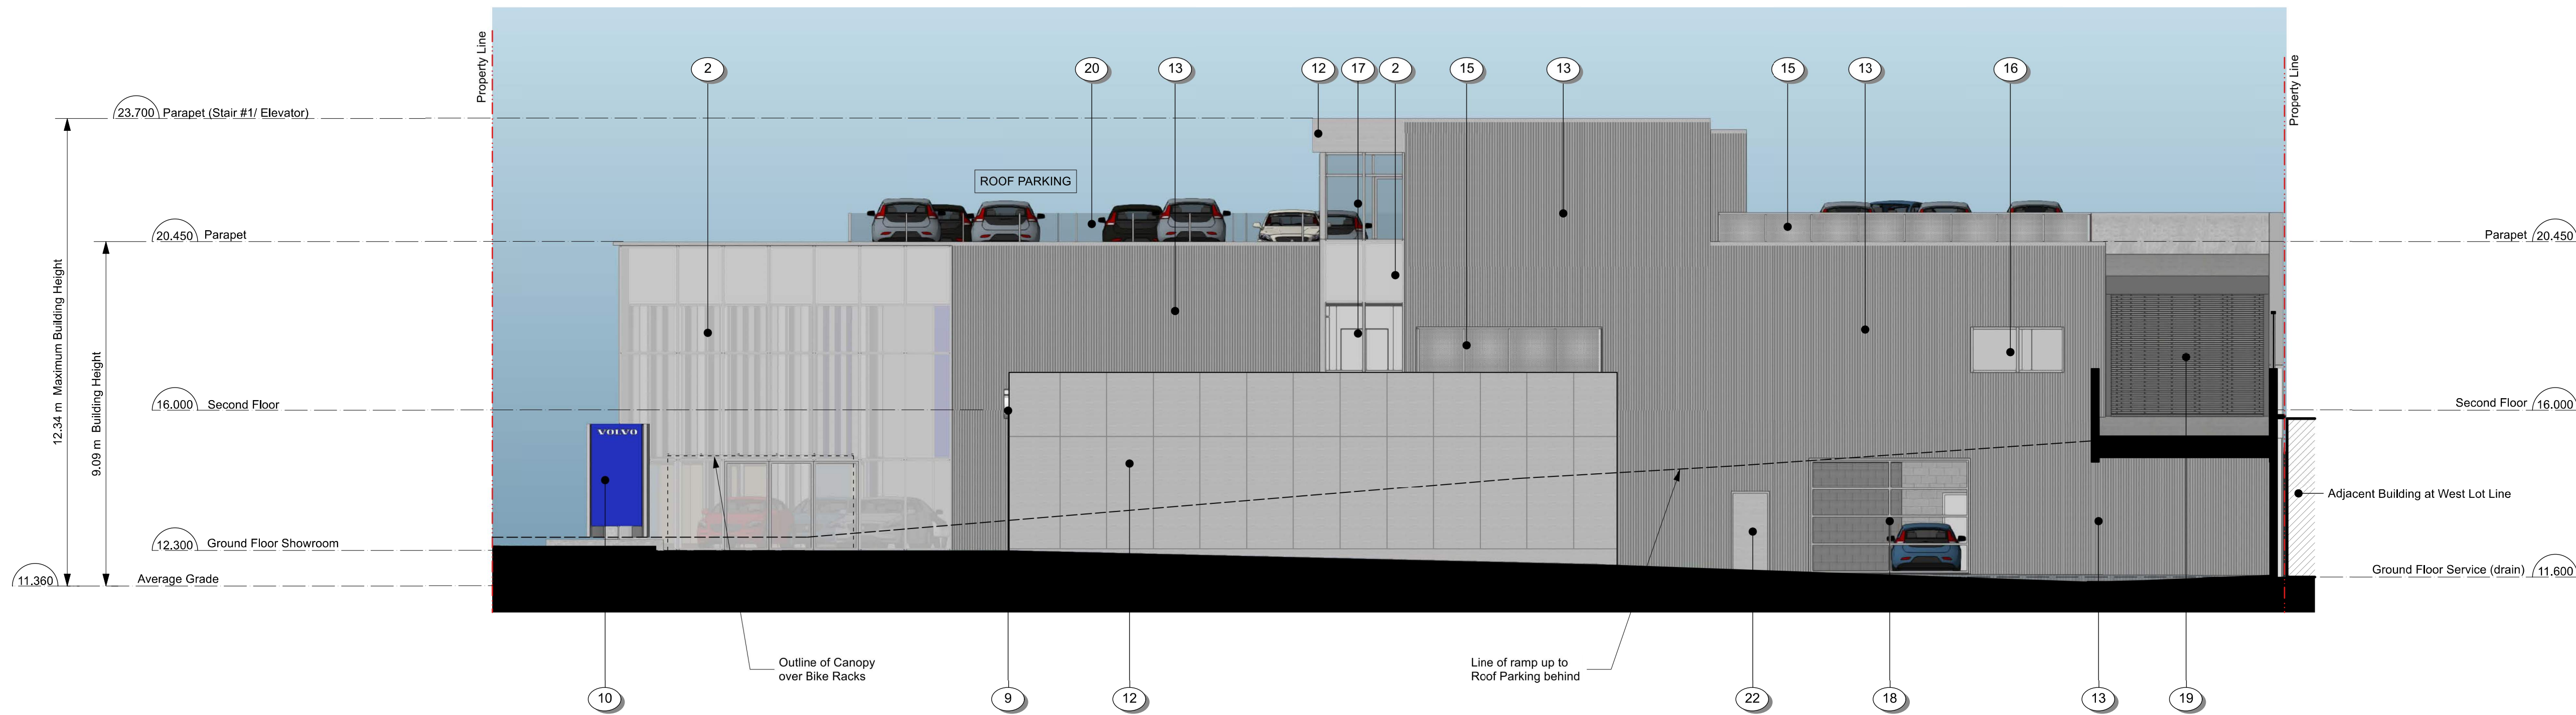 Property Line
Property Line
2
20
13
12
17
2
15
13
15
13
16
23.700 Parapet (Stair #1/ Elevator)
ROOF PARKING
20.450 Parapet
Parapet 20.450
12.34 m Maximum Building Height
9.09 m Building Height
16.000 Second Floor
Second Floor 16.000
VOLVO
Adjacent Building at West Lot Line
12.300 Ground Floor Showroom
11.360 Average Grade
Ground Floor Service (drain) 11.600
Outline of Canopy
over Bike Racks
Line of ramp up to
Roof Parking behind
10
9
12
22
18
13
19